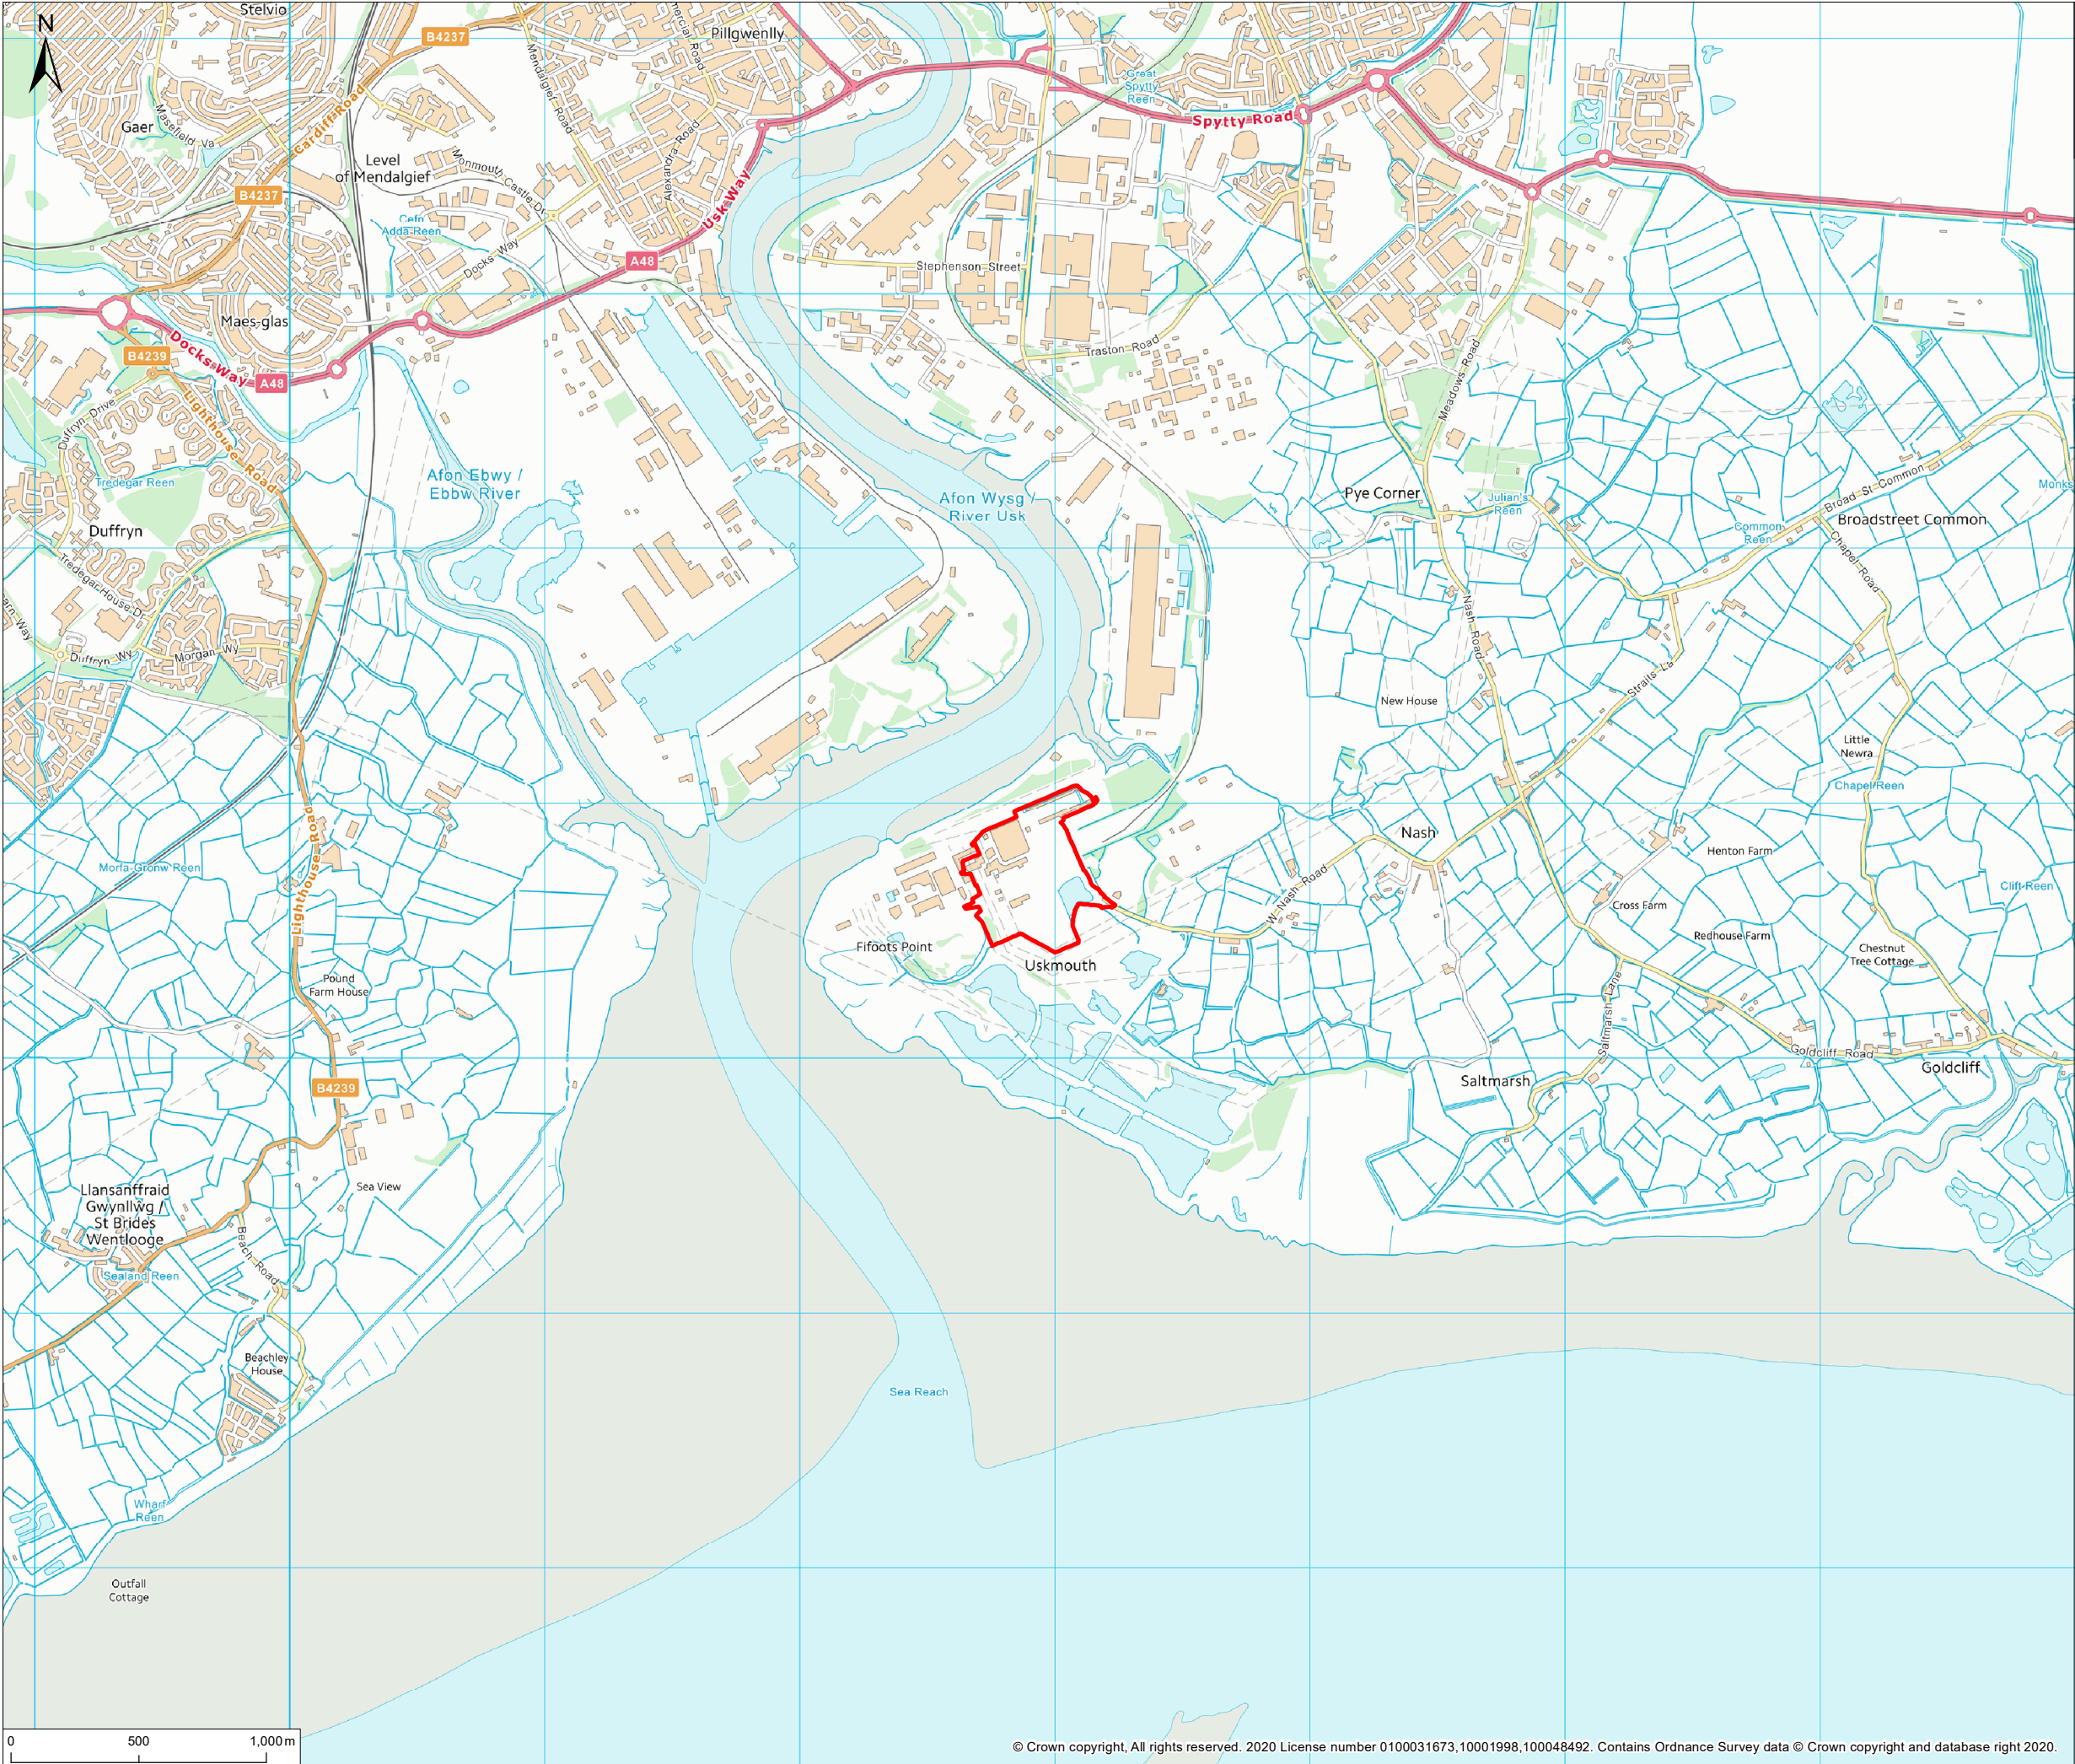 Stelvio
N
B4237
Pillgwenlly
Mendalgief Road
Great
Spytty
Reen
Cardiff Road
Spytty Road
Gaer
Masefield Va
Level
of Mendalgief
Monmouth Castle Dr
Alexandra Road
Usk Way
B4237
Cefn
Adda Reen
Docks Way
A48
Stephenson Street
Maes-glas
Docks Way
B4239
A48
Traston Road
Meadows Road
Duffryn Drive
Lighthouse Road
Afon Ebwy /
Ebbw River
Tredegar Reen
Afon Wysg /
River Usk
Pye Corner
Julian's
Reen
Broad St Common
Monks
Duffryn
Common
Reen
Broadstreet Common
Tredegar House Dr
Chapel Road
Nash Road
Duffryn Wy
Morgan Wy
Straits La
New House
Little
Newra
Chapel Reen
Nash
Henton Farm
Morfa-Gronw Reen
Lighthouse Road
W Nash Road
Clift Reen
Cross Farm
Redhouse Farm
Fifoots Point
Chestnut
Tree Cottage
Uskmouth
Pound
Farm House
Saltmarsh Lane
Goldcliff Road
Goldcliff
B4239
Saltmarsh
Llansanffraid
Gwynllŵg /
St Brides
Wentlooge
Sea View
Beach Road
Sealand Reen
Beachley
House
Sea Reach
Wharf
Reen
Outfall
Cottage
0 500 1,000 m
© Crown copyright, All rights reserved. 2020 License number 0100031673,10001998,100048492. Contains Ordnance Survey data © Crown copyright and database right 2020.